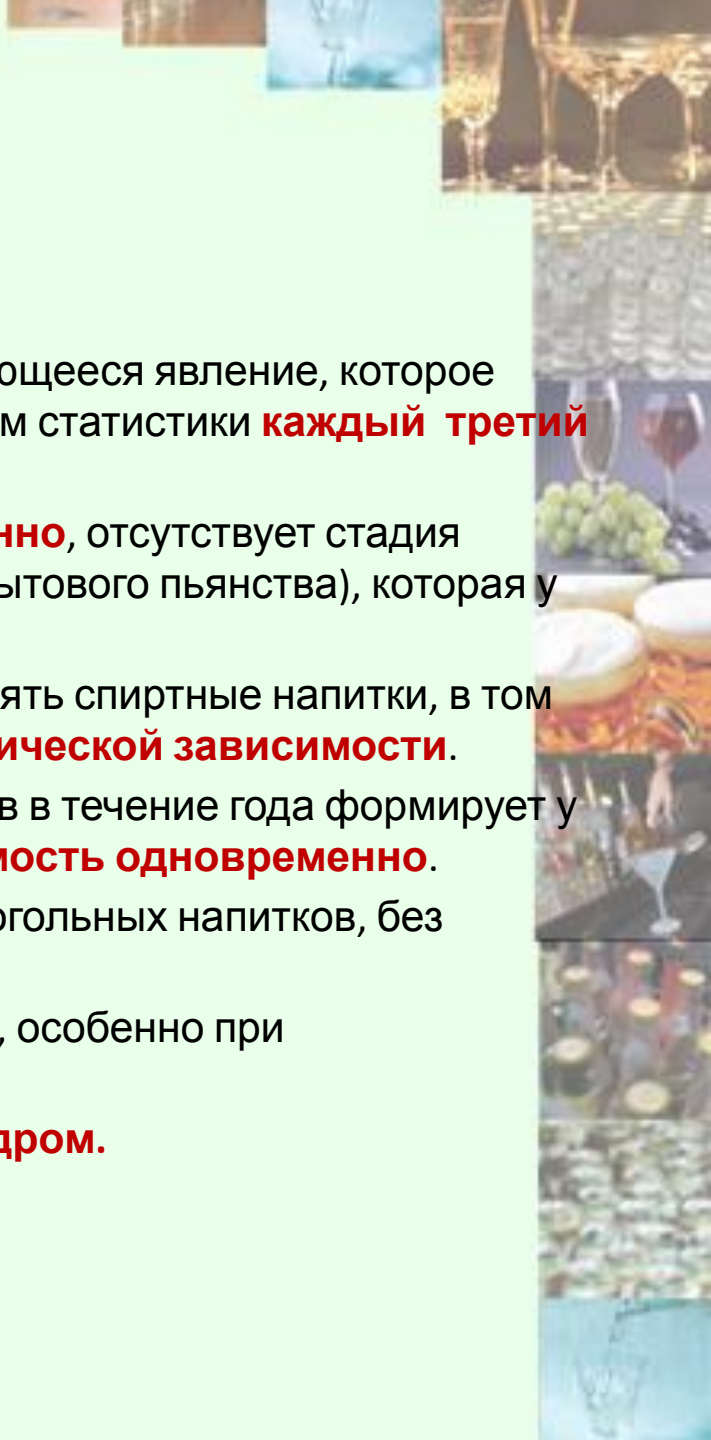 ющееся явление, которое
м статистики каждый третий
нно, отсутствует стадия
ытового пьянства), которая у
ять спиртные напитки, в том
ической зависимости.
в в течение года формирует у
мость одновременно.
огольных напитков, без
, особенно при
дром.